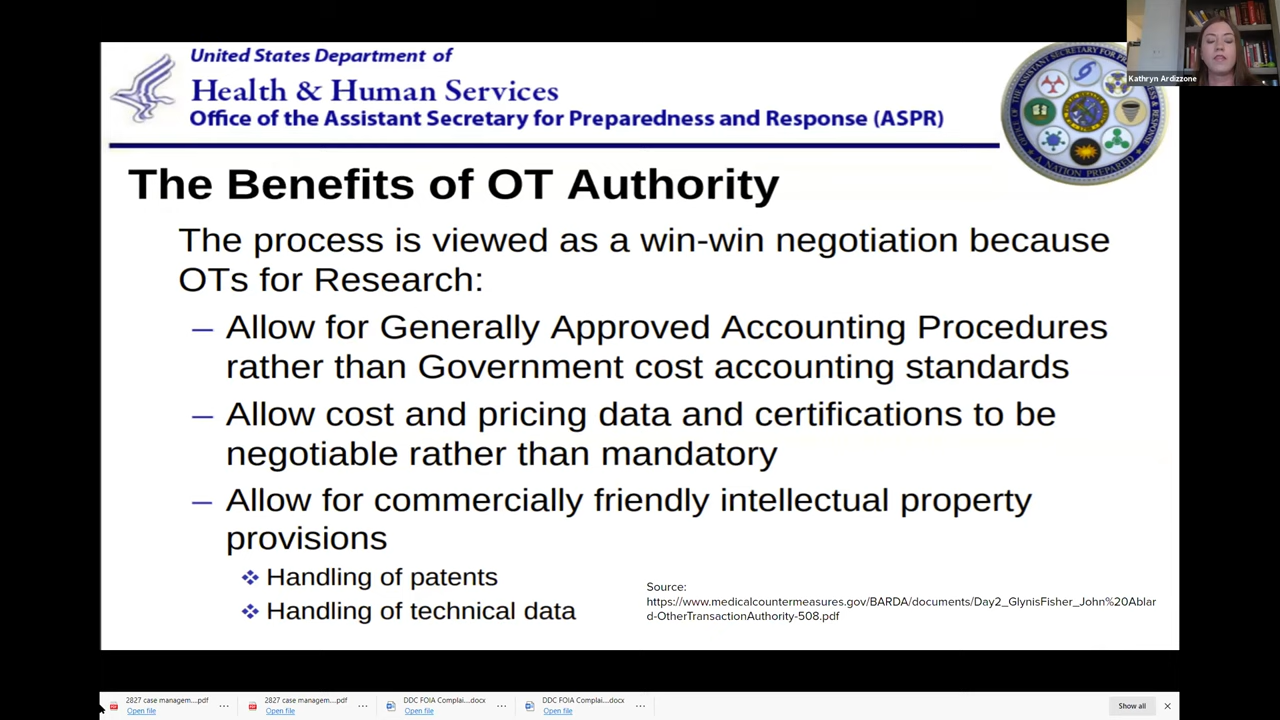 United States Department of
Health & Human Services
Office of the Assistant Secretary for Preparedness and Response (ASPR)
Kathryn Ardizzone
The Benefits of OT Authority
The process is viewed as a win-win negotiation because
OTs for Research:
– Allow for Generally Approved Accounting Procedures
rather than Government cost accounting standards
– Allow cost and pricing data and certifications to be
negotiable rather than mandatory
– Allow for commercially friendly intellectual property
provisions
❖ Handling of patents
❖ Handling of technical data
Source:
https://www.medicalcountermeasures.gov/BARDA/documents/Day2_GlynisFisher_John%20Ablar
d-OtherTransactionAuthority-508.pdf
2827 case managem....pdf
Open file
2827 case managem....pdf
Open file
DDC FOIA Complai....docx
Open file
DDC FOIA Complai....docx
Open file
Show all